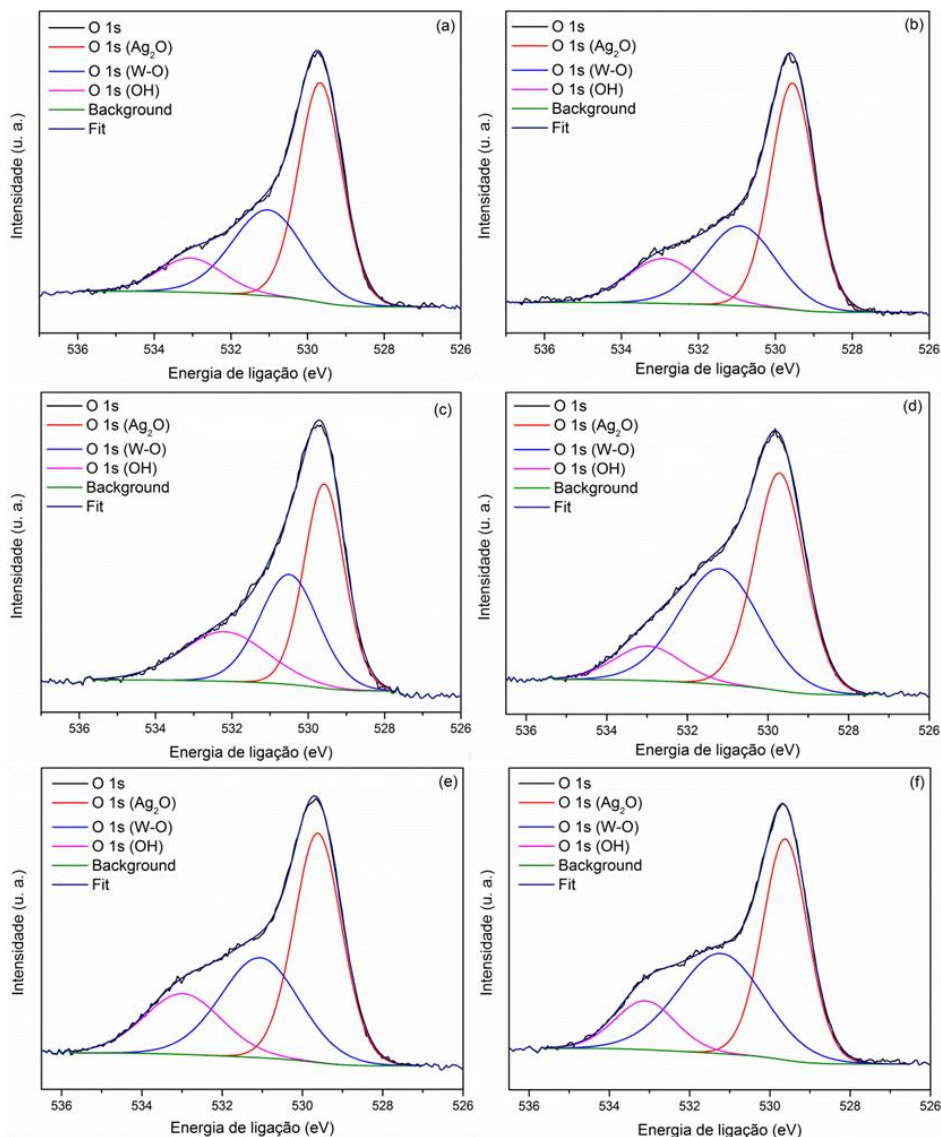 (a)
O 1s
O 1s (Ag₂O)
O 1s (W-O)
O 1s (OH)
Background
Fit
Intensidade (u. a.)
536 534 532 530 528 526
Energia de ligação (eV)
(b)
O 1s
O 1s (Ag₂O)
O 1s (W-O)
O 1s (OH)
Background
Fit
Intensidade (u. a.)
536 534 532 530 528 526
Energia de ligação (eV)
(c)
O 1s
O 1s (Ag₂O)
O 1s (W-O)
O 1s (OH)
Background
Fit
Intensidade (u. a.)
536 534 532 530 528 526
Energia de ligação (eV)
(d)
O 1s
O 1s (Ag₂O)
O 1s (W-O)
O 1s (OH)
Background
Fit
Intensidade (u. a.)
536 534 532 530 528 526
Energia de ligação (eV)
(e)
O 1s
O 1s (Ag₂O)
O 1s (W-O)
O 1s (OH)
Background
Fit
Intensidade (u. a.)
536 534 532 530 528 526
Energia de ligação (eV)
(f)
O 1s
O 1s (Ag₂O)
O 1s (W-O)
O 1s (OH)
Background
Fit
Intensidade (u. a.)
536 534 532 530 528 526
Energia de ligação (eV)